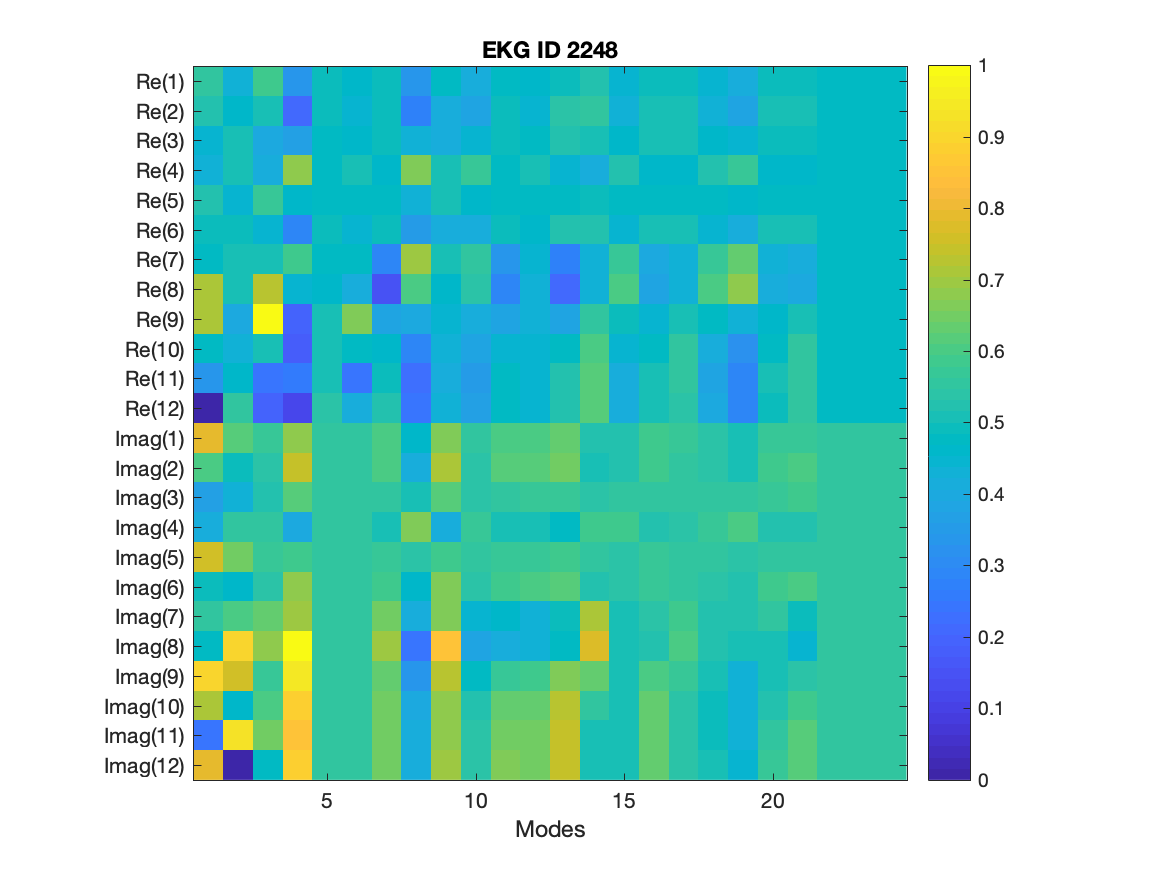 EKG ID 2248
Re(1)
Re(2)
Re(3)
Re(4)
Re(5)
Re(6)
Re(7)
Re(8)
Re(9)
Re(10)
Re(11)
Re(12)
Imag(1)
Imag(2)
Imag(3)
Imag(4)
Imag(5)
Imag(6)
Imag(7)
Imag(8)
Imag(9)
Imag(10)
Imag(11)
Imag(12)
5 10 15 20
Modes
1
0.9
0.8
0.7
0.6
0.5
0.4
0.3
0.2
0.1
0